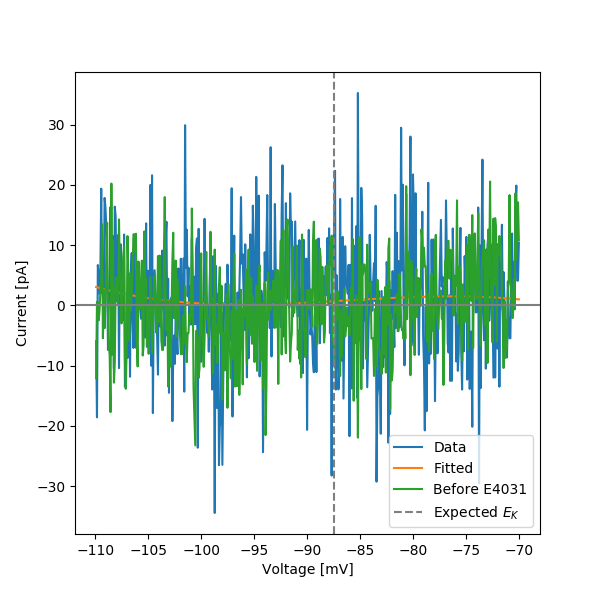 30
20
10
0
−10
−20
−30
Current [pA]
−110
−105
−100
−95
−90
−85
−80
−75
−70
Voltage [mV]
Data
Fitted
Before E4031
Expected E_K